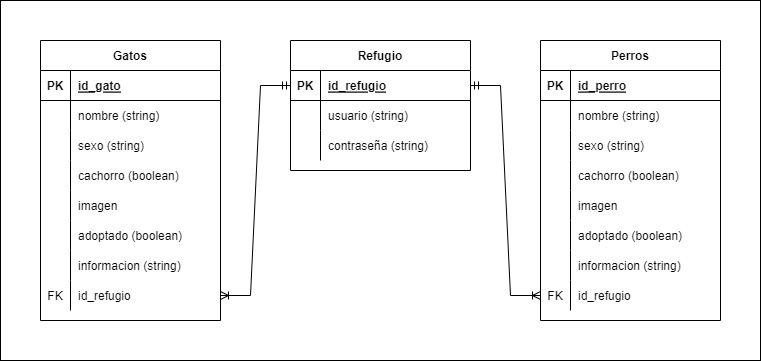 Gatos
PK id_gato
nombre (string)
sexo (string)
cachorro (boolean)
imagen
adoptado (boolean)
informacion (string)
FK id_refugio
Refugio
PK id_refugio
usuario (string)
contraseña (string)
Perros
PK id_perro
nombre (string)
sexo (string)
cachorro (boolean)
imagen
adoptado (boolean)
informacion (string)
FK id_refugio